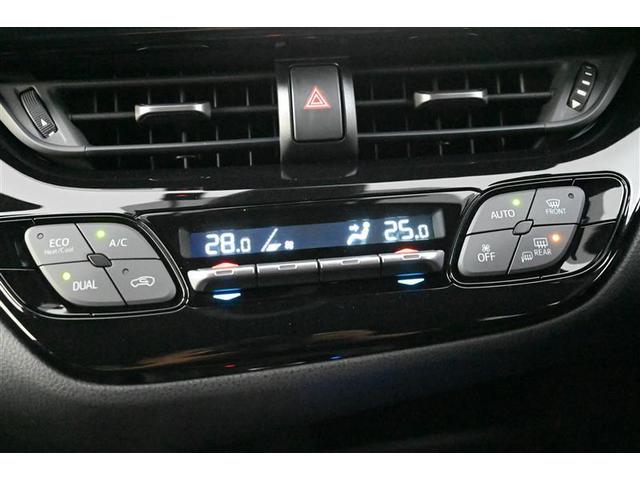 28.0
25.0
ECO
Heat/Cool
A/C
DUAL
AUTO
FRONT
OFF
REAR